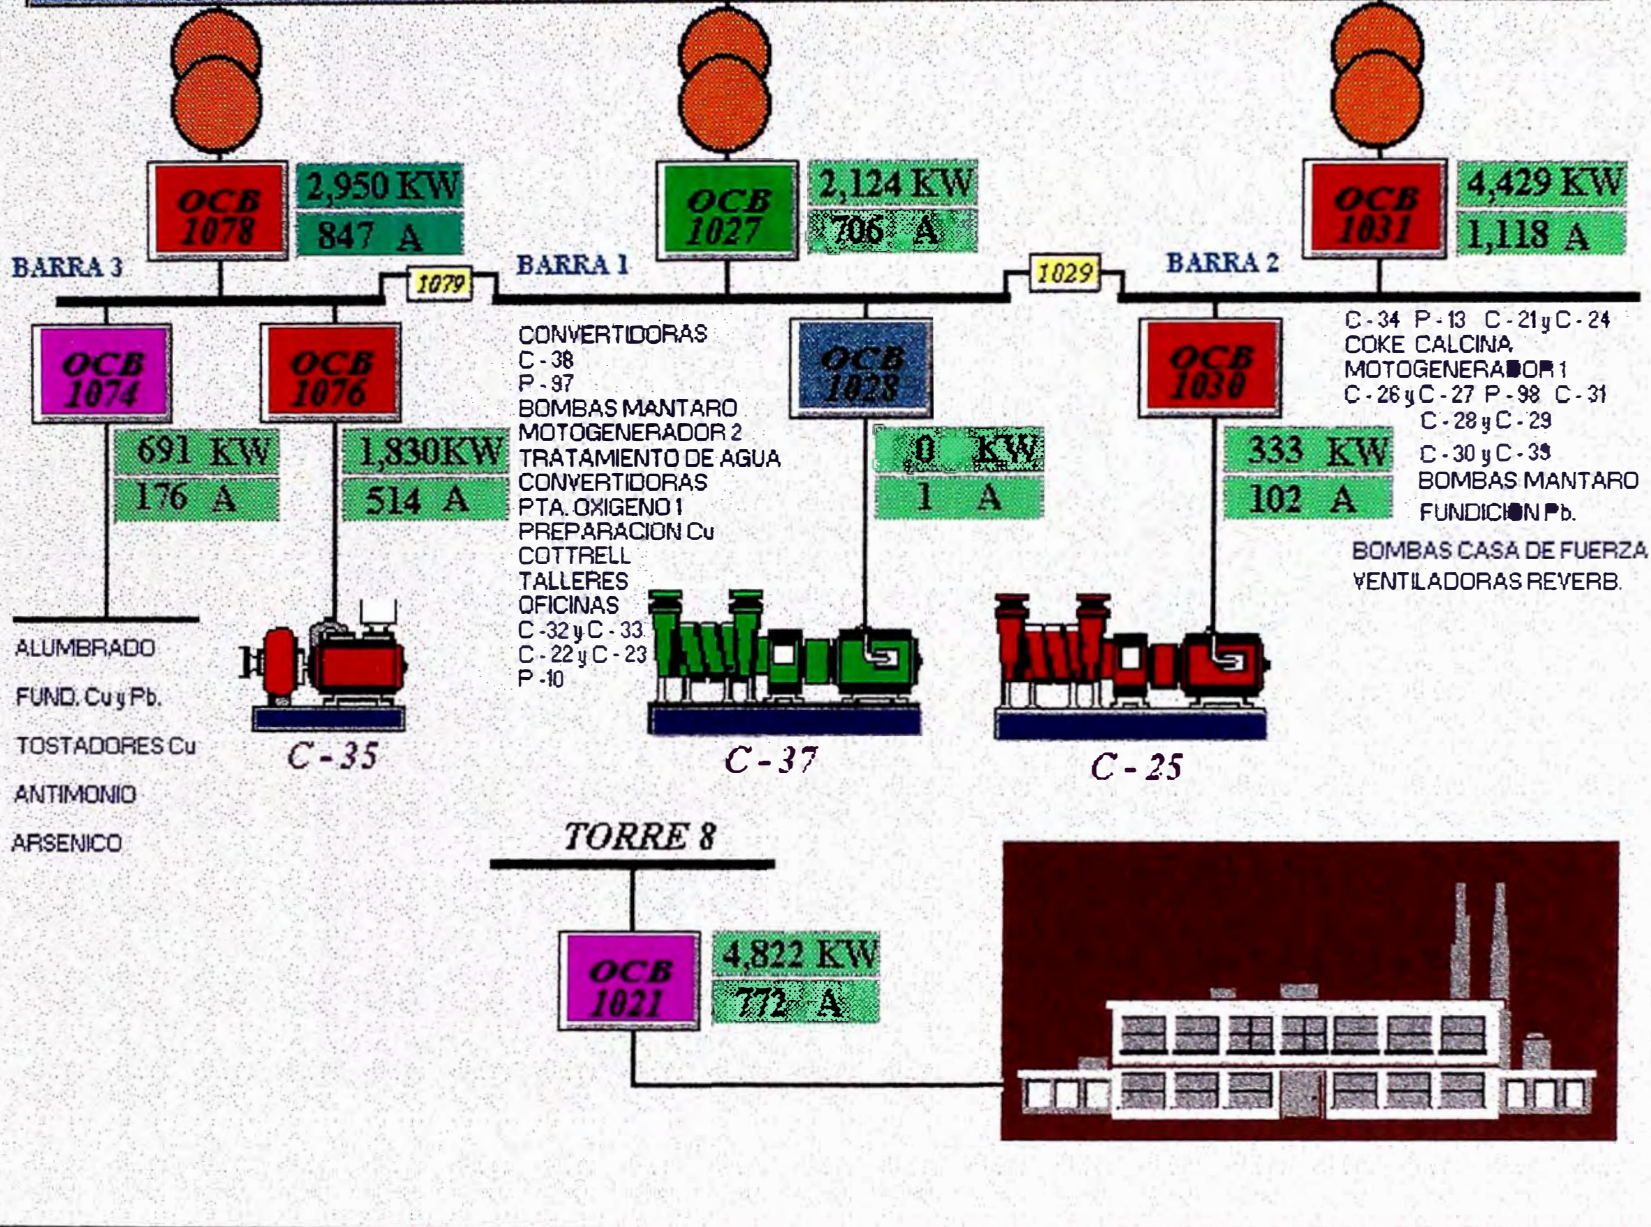 OCB
1078
2,950 KW
847 A
OCB
1027
2,124 KW
706 A
OCB
1031
4,429 KW
1,118 A
BARRA 3
1079
BARRA 1
1029
BARRA 2
OCB
1074
691 KW
176 A
OCB
1076
1,830KW
514 A
CONVERTIDORAS
C - 38
P - 97
BOMBAS MANTARO
MOTOGENERADOR 2
TRATAMIENTO DE AGUA
CONVERTIDORAS
PTA. OXIGENO 1
PREPARACION Cu
COTTRELL
TALLERES
OFICINAS
C -32 y C - 33
C - 22 y C - 23
P -10
OCB
1028
0 KW
1 A
OCB
1030
333 KW
102 A
C - 34 P - 13 C - 21 y C - 24
COKE CALCINA
MOTOGENERADOR 1
C - 26 y C - 27 P - 98 C - 31
C - 28 y C - 29
C - 30 y C - 39
BOMBAS MANTARO
FUNDICION Pb.
BOMBAS CASA DE FUERZA
VENTILADORAS REVERB.
ALUMBRADO
FUND. Cu y Pb.
TOSTADORES Cu
ANTIMONIO
ARSENICO
C - 35
C - 37
C - 25
TORRE 8
OCB
1021
4,822 KW
772 A